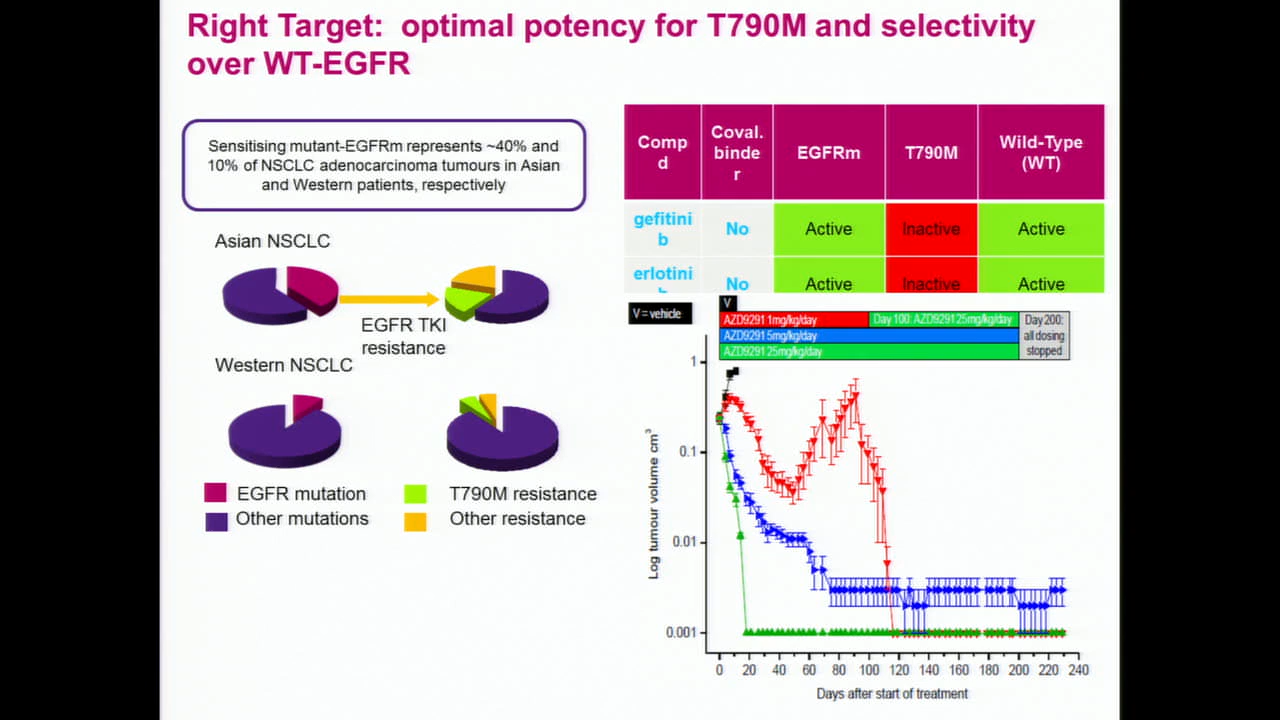 Right Target: optimal potency for T790M and selectivity
over WT-EGFR
Sensitising mutant-EGFRm represents ~40% and
10% of NSCLC adenocarcinoma tumours in Asian
and Western patients, respectively
Asian NSCLC
EGFR TKI
resistance
Western NSCLC
EGFR mutation
T790M resistance
Other mutations
Other resistance
Comp
d
Coval.
binde
r
EGFRm
T790M
Wild-Type
(WT)
gefitini
b
No
Active
Inactive
Active
erlotini
No
Active
Inactive
Active
V = vehicle
V
AZD9291 1mg/kg/day
Day 100: AZD9291 25mg/kg/day
Day 200:
all dosing
stopped
AZD9291 5mg/kg/day
AZD9291 25mg/kg/day
Log tumour volume cm³
1
0.1
0.01
0.001
0 20 40 60 80 100 120 140 160 180 200 220 240
Days after start of treatment